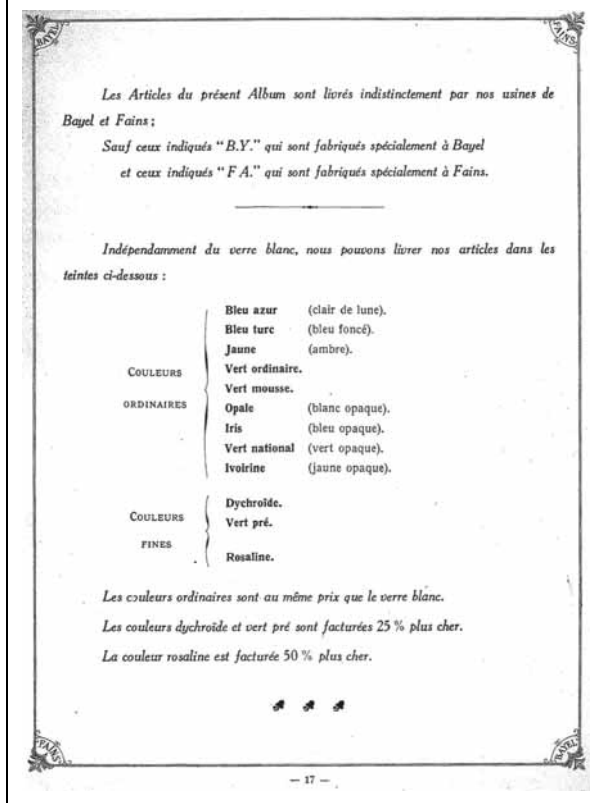 BAYEL
FAINS
Les Articles du présent Album sont livrés indistinctement par nos usines de
Bayel et Fains ;
Sauf ceux indiqués “B.Y.” qui sont fabriqués spécialement à Bayel
et ceux indiqués “F A.” qui sont fabriqués spécialement à Fains.
Indépendamment du verre blanc, nous pouvons livrer nos articles dans les
teintes ci-dessous :
Bleu azur (clair de lune).
Bleu turc (bleu foncé).
Jaune (ambre).
COULEURS Vert ordinaire.
Vert mousse.
ORDINAIRES Opale (blanc opaque).
Iris (bleu opaque).
Vert national (vert opaque).
Ivoirine (jaune opaque).
Dychroïde.
COULEURS Vert pré.
FINES
Rosaline.
Les couleurs ordinaires sont au même prix que le verre blanc.
Les couleurs dychroïde et vert pré sont facturées 25 % plus cher.
La couleur rosaline est facturée 50 % plus cher.
FAINS
BAYEL
— 17 —